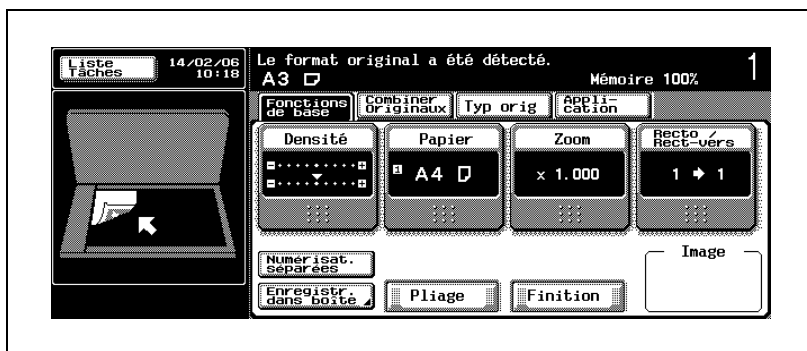 Liste
Tâches
14/02/06
10:18
Le format original a été détecté.
A3
Mémoire 100%
1
Fonctions
de base
Combiner
Originaux
Typ orig
Appli-
cation
Densité
Papier
Zoom
Recto /
Rect-vers
1 A4
x 1.000
1 → 1
Numérisat.
séparées
Enregistr.
dans boîte
Pliage
Finition
Image